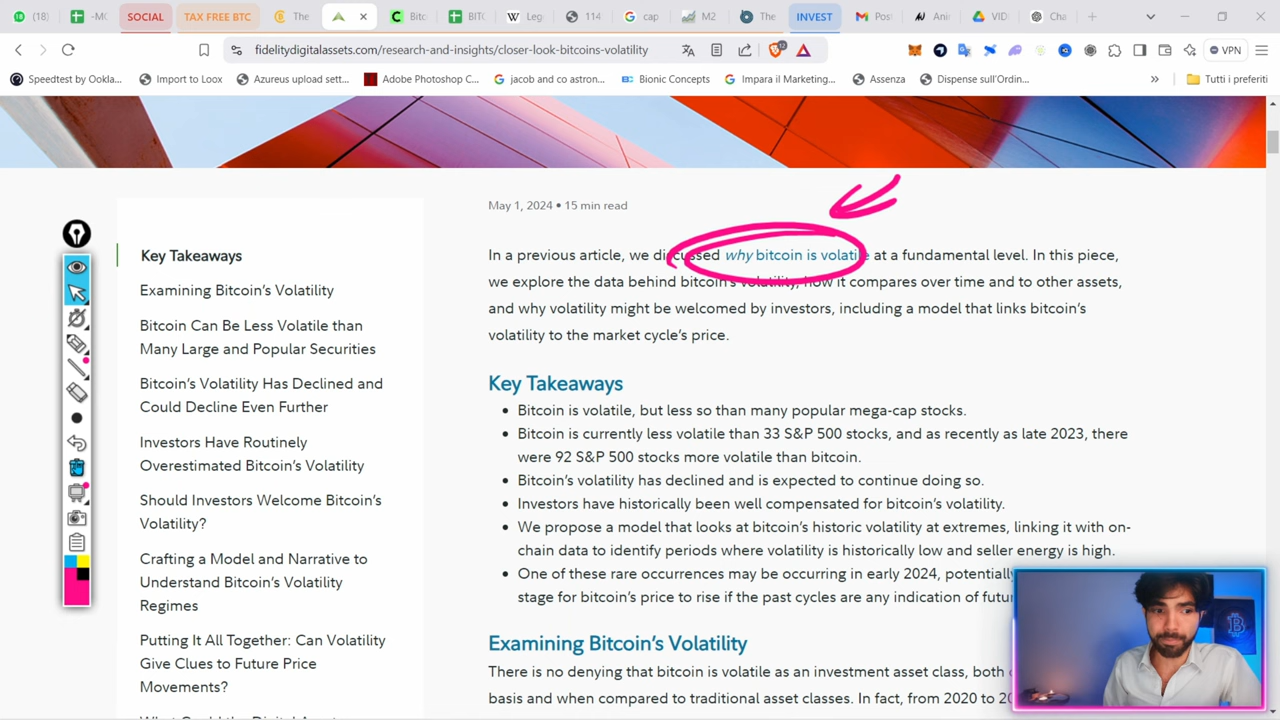 (18)
-MC
SOCIAL
TAX FREE BTC
The
Bitc
BITC
Leg
114
cap
M2
The
INVEST
Pos
Ani
VID
Cha
fidelitydigitalassets.com/research-and-insights/closer-look-bitcoins-volatility
VPN
Speedtest by Ookla...
Import to Loox
Azureus upload sett...
Adobe Photoshop C...
jacob and co astron...
BC Bionic Concepts
Impara il Marketing...
Assenza
Dispense sull'Ordin...
»
Tutti i preferiti
May 1, 2024 • 15 min read
In a previous article, we discussed why bitcoin is volatile at a fundamental level. In this piece,
we explore the data behind bitcoin's volatility, how it compares over time and to other assets,
and why volatility might be welcomed by investors, including a model that links bitcoin's
volatility to the market cycle's price.
Key Takeaways
Examining Bitcoin's Volatility
Bitcoin Can Be Less Volatile than
Many Large and Popular Securities
Bitcoin's Volatility Has Declined and
Could Decline Even Further
Investors Have Routinely
Overestimated Bitcoin's Volatility
Should Investors Welcome Bitcoin's
Volatility?
Crafting a Model and Narrative to
Understand Bitcoin's Volatility
Regimes
Putting It All Together: Can Volatility
Give Clues to Future Price
Movements?
Key Takeaways
• Bitcoin is volatile, but less so than many popular mega-cap stocks.
• Bitcoin is currently less volatile than 33 S&P 500 stocks, and as recently as late 2023, there
were 92 S&P 500 stocks more volatile than bitcoin.
• Bitcoin's volatility has declined and is expected to continue doing so.
• Investors have historically been well compensated for bitcoin's volatility.
• We propose a model that looks at bitcoin's historic volatility at extremes, linking it with on-
chain data to identify periods where volatility is historically low and seller energy is high.
• One of these rare occurrences may be occurring in early 2024, potentially
stage for bitcoin's price to rise if the past cycles are any indication of
Examining Bitcoin's Volatility
There is no denying that bitcoin is volatile as an investment asset class, both
basis and when compared to traditional asset classes. In fact, from 2020 to